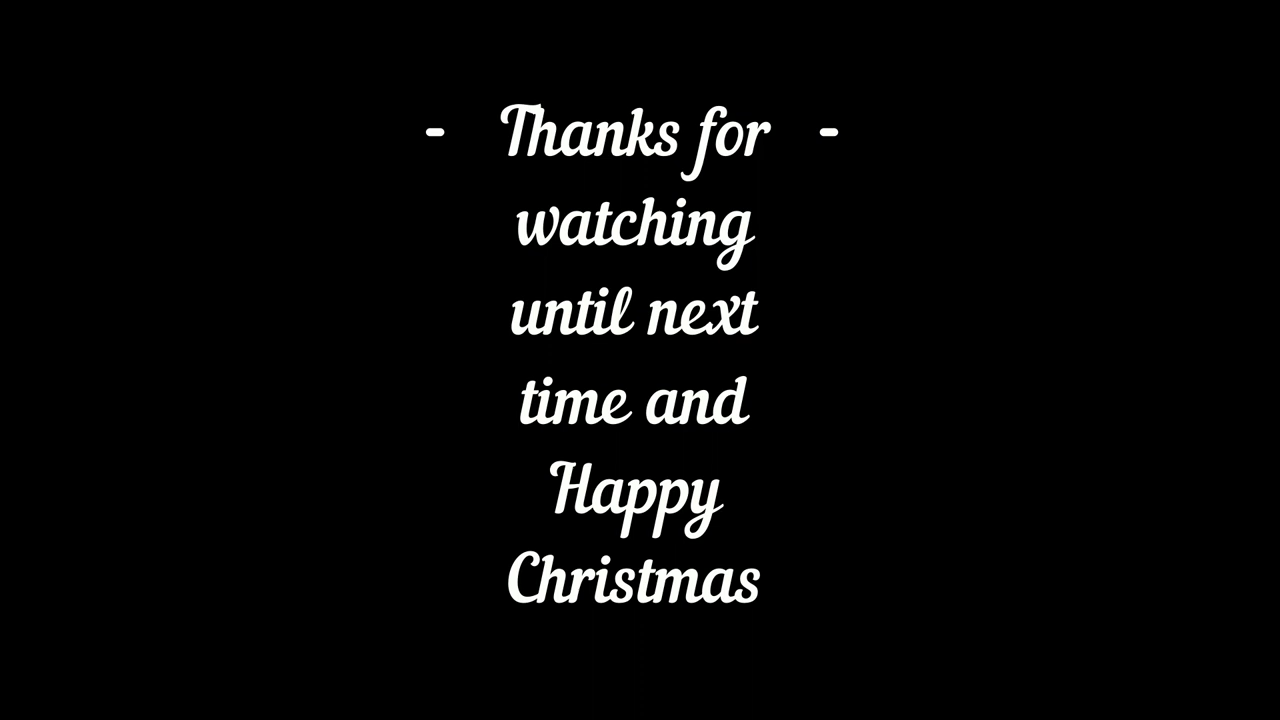 - Thanks for -
watching
until next
time and
Happy
Christmas